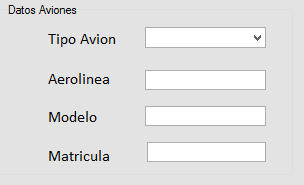 Datos Aviones
Tipo Avion
Aerolinea
Modelo
Matricula